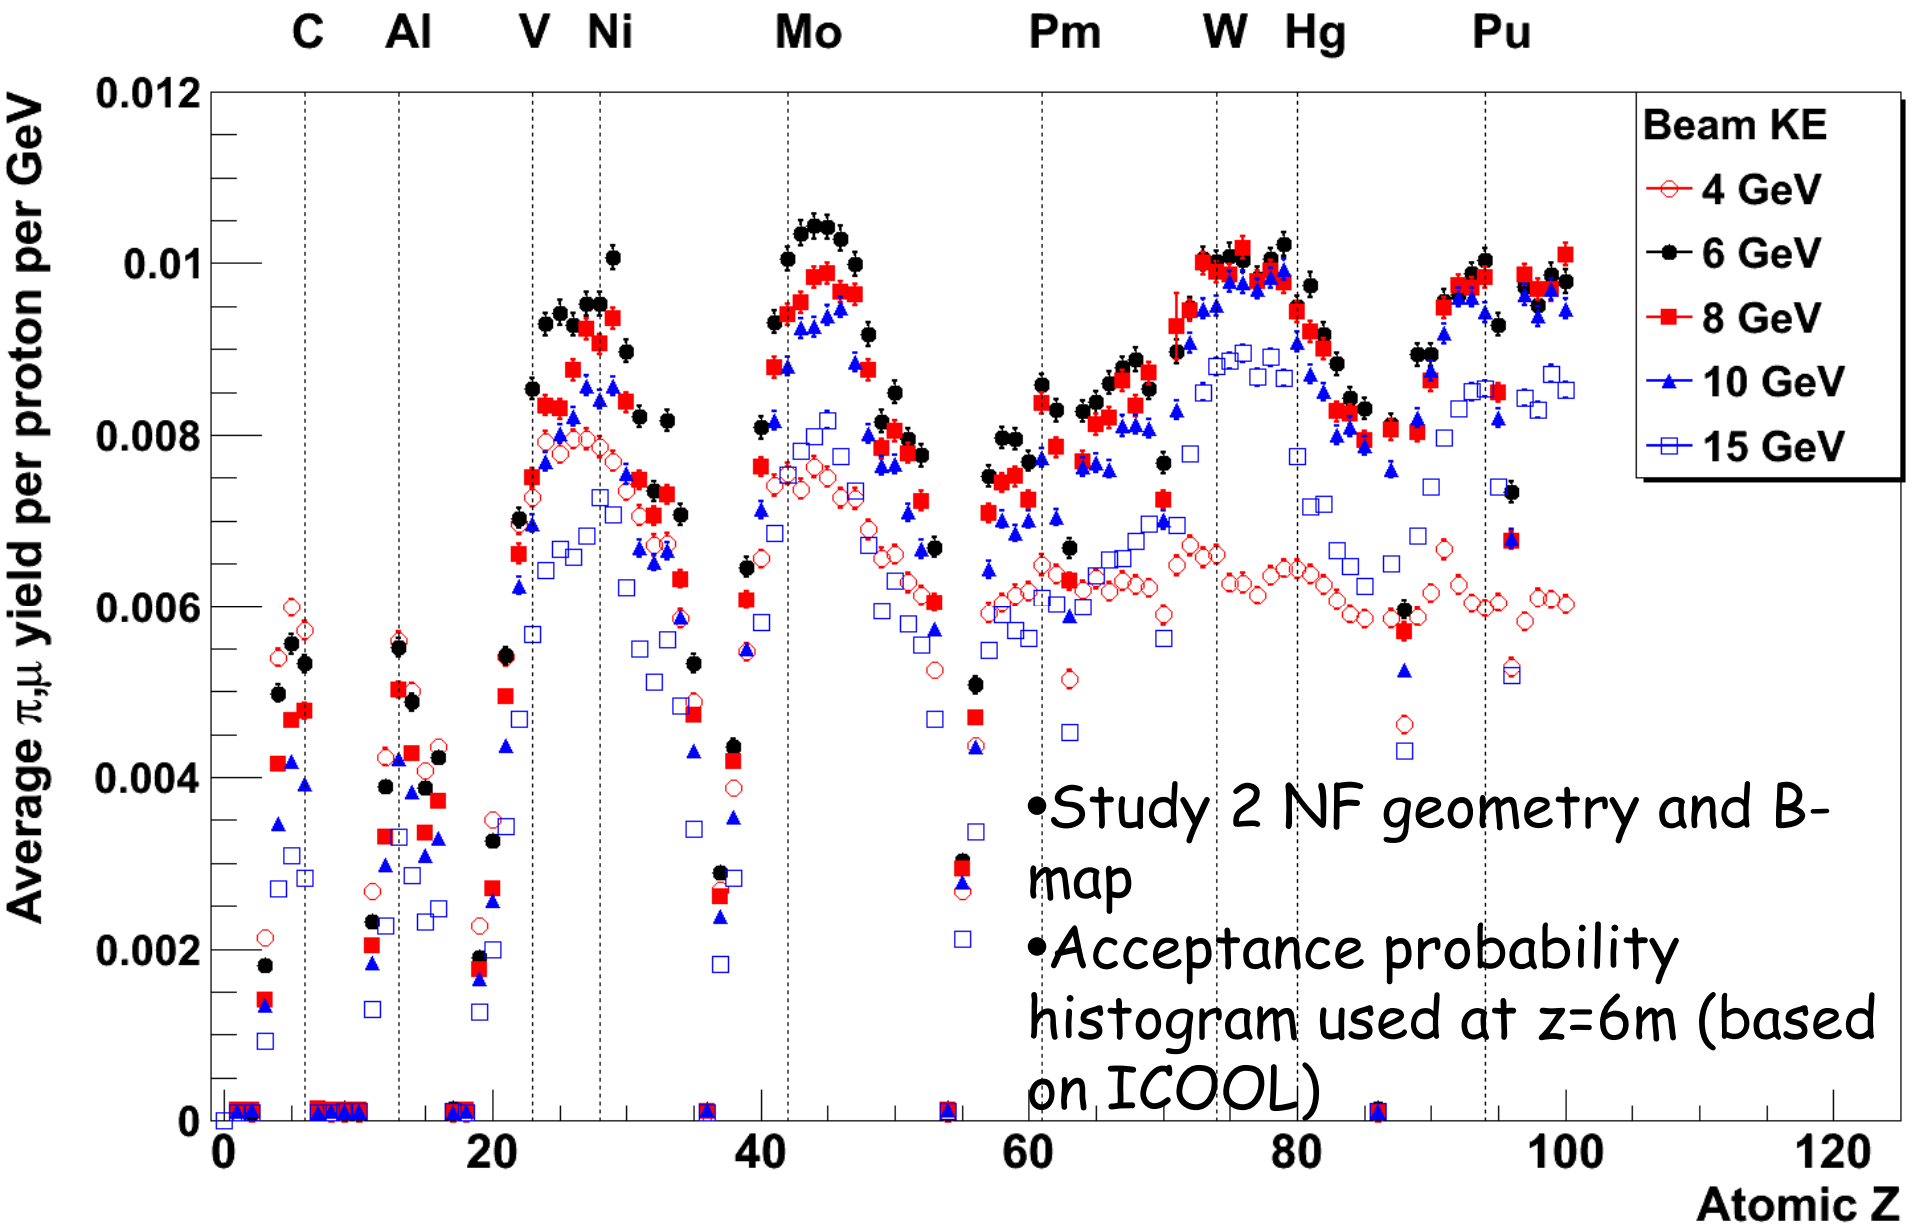 C Al V Ni Mo Pm W Hg Pu
Average π,μ yield per proton per GeV
0.012
0.01
0.008
0.006
0.004
0.002
0
Beam KE
4 GeV
6 GeV
8 GeV
10 GeV
15 GeV
•Study 2 NF geometry and B-
map
•Acceptance probability
histogram used at z=6m (based
on ICOOL)
0 20 40 60 80 100 120
Atomic Z